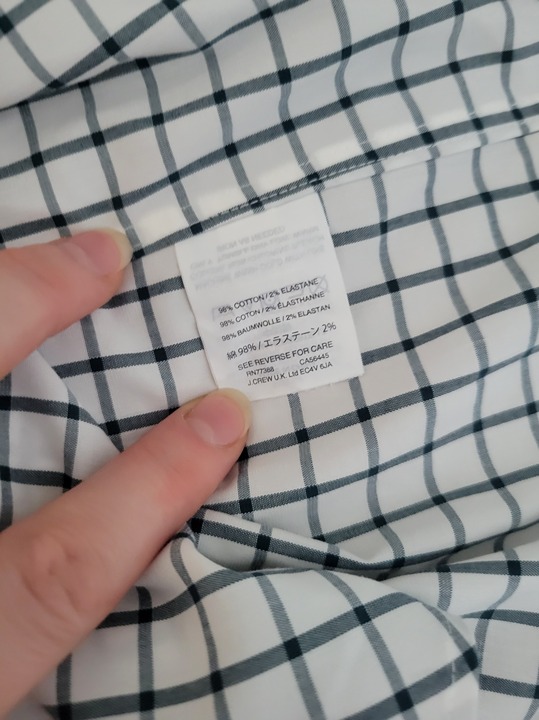 98% COTTON / 2% ELASTANE
98% COTON / 2% ÉLASTHANNE
98% BAUMWOLLE / 2% ELASTAN
綿 98% / エラステーン 2%
SEE REVERSE FOR CARE
RN77388 CA56445
J.CREW U.K. Ltd EC4V 6JA